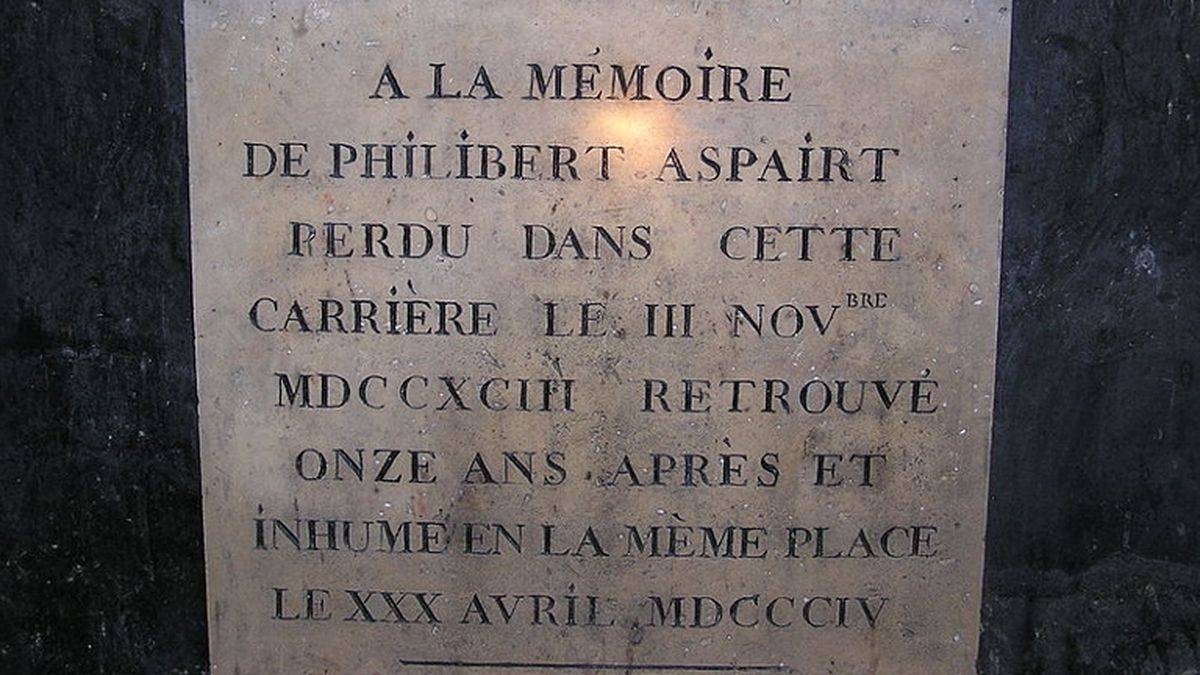 A LA MÉMOIRE
DE PHILIBERT ASPAIRT
PERDU DANS CETTE
CARRIÈRE LE III NOVBRE
MDCCXCIII RETROUVÉ
ONZE ANS APRÈS ET
INHUMÉ EN LA MÈME PLACE
LE XXX AVRIL MDCCCIV